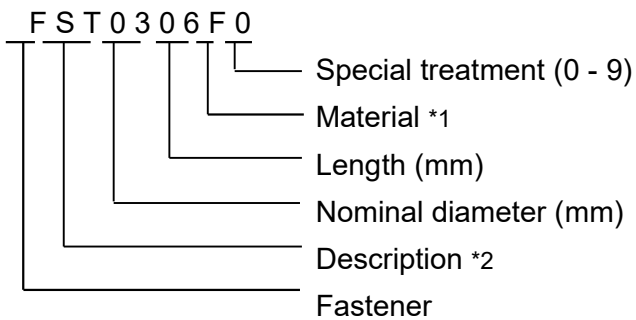 FST0306F0
Special treatment (0 - 9)
Material *1
Length (mm)
Nominal diameter (mm)
Description *2
Fastener